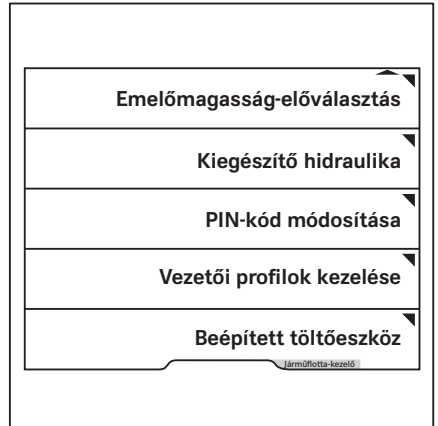 Emelőmagasság-előválasztás
Kiegészítő hidraulika
PIN-kód módosítása
Vezetői profilok kezelése
Beépített töltőeszköz
Járműflotta-kezelő